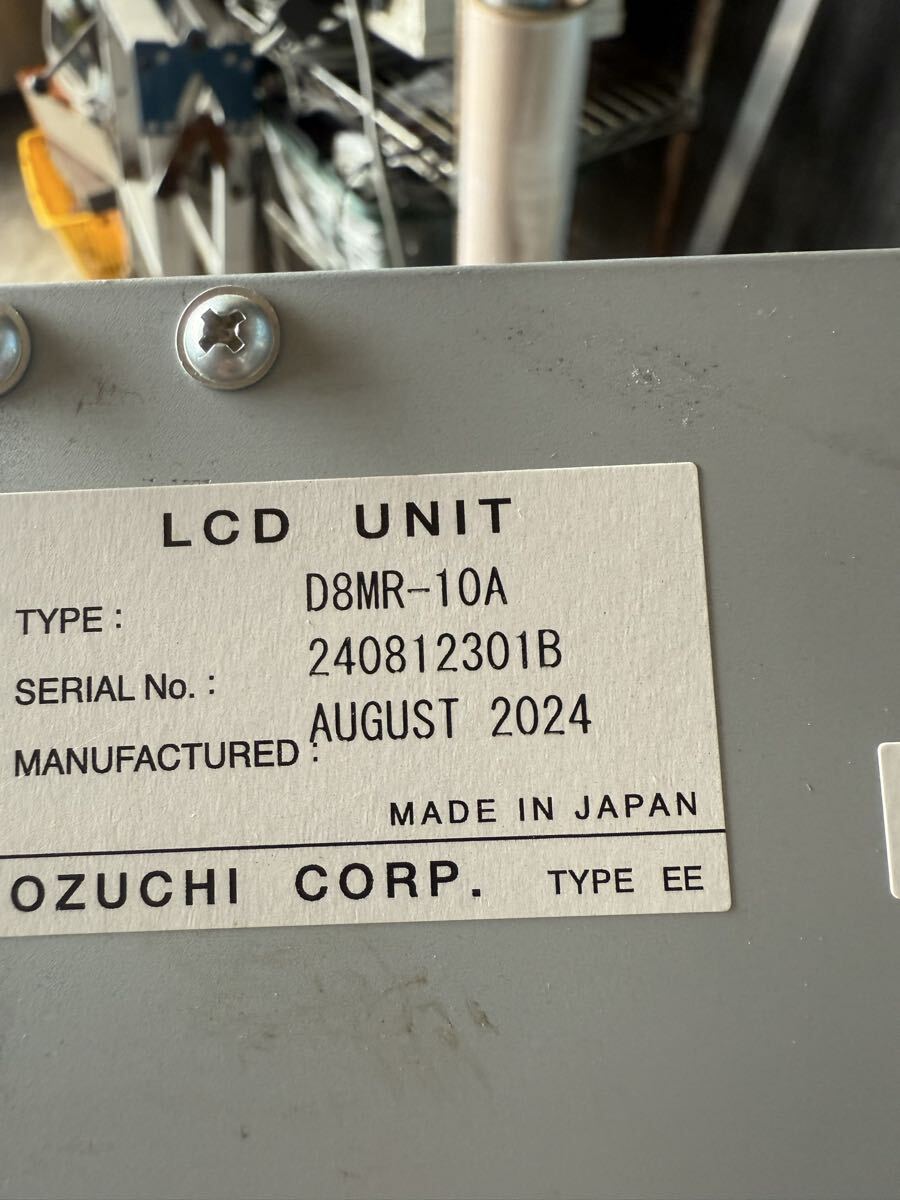 LCD UNIT
TYPE : D8MR-10A
SERIAL No. : 240812301B
MANUFACTURED : AUGUST 2024
MADE IN JAPAN
OZUCHI CORP. TYPE EE